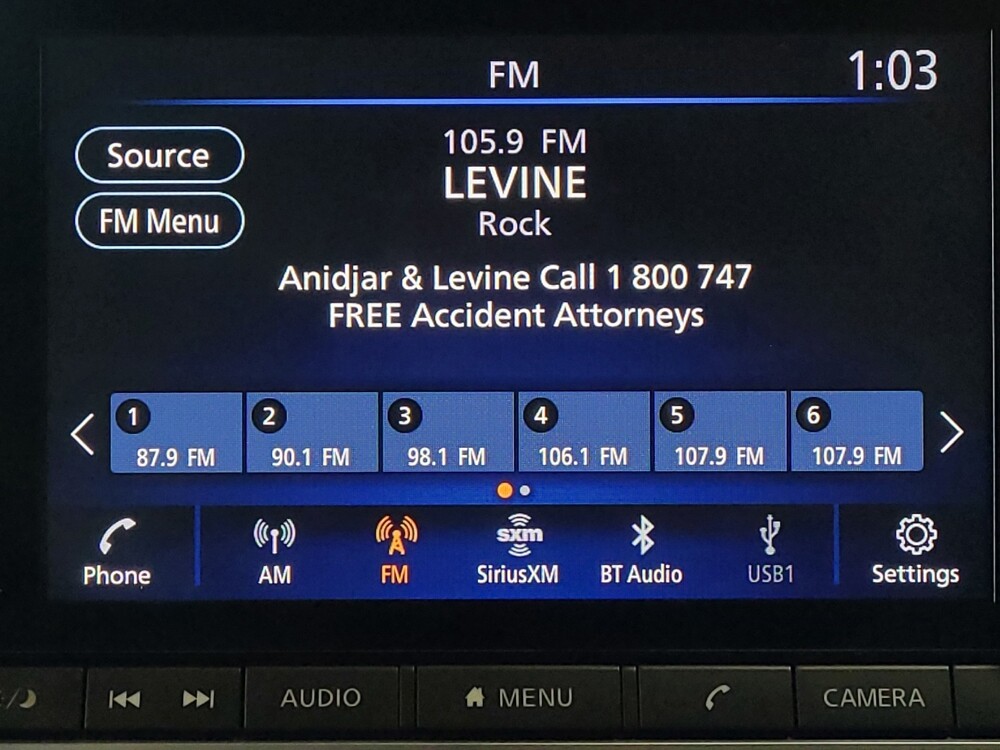 FM
1:03
Source
FM Menu
105.9 FM
LEVINE
Rock
Anidjar & Levine Call 1 800 747
FREE Accident Attorneys
1
87.9 FM
2
90.1 FM
3
98.1 FM
4
106.1 FM
5
107.9 FM
6
107.9 FM
Phone
AM
FM
sxm
SiriusXM
BT Audio
USB1
Settings
AUDIO
MENU
CAMERA